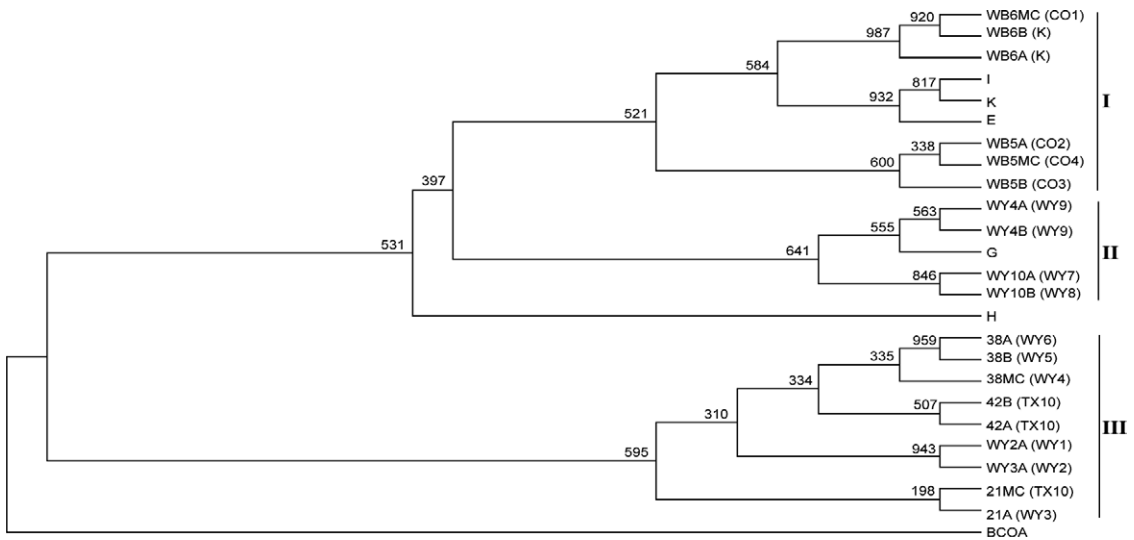 920
WB6MC (CO1)
WB6B (K)
987
WB6A (K)
584
817
I
K
932
E
I
521
338
WB5A (CO2)
WB5MC (CO4)
600
WB5B (CO3)
397
563
WY4A (WY9)
WY4B (WY9)
555
G
641
846
WY10A (WY7)
WY10B (WY8)
II
531
H
959
38A (WY6)
38B (WY5)
335
38MC (WY4)
334
507
42B (TX10)
42A (TX10)
310
943
WY2A (WY1)
WY3A (WY2)
595
198
21MC (TX10)
21A (WY3)
III
BCOA